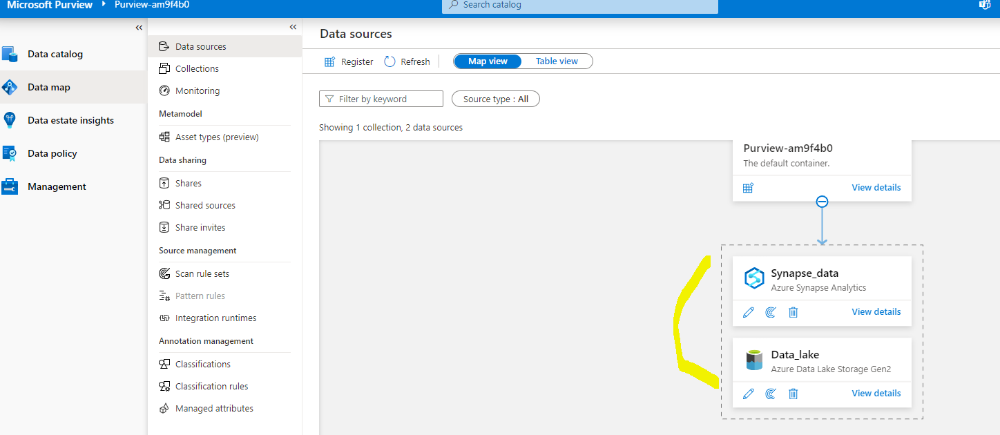 Microsoft Purview Purview-am9f4b0
Search catalog
Data catalog
Data map
Data estate insights
Data policy
Management
Data sources
Collections
Monitoring
Metamodel
Asset types (preview)
Data sharing
Shares
Shared sources
Share invites
Source management
Scan rule sets
Pattern rules
Integration runtimes
Annotation management
Classifications
Classification rules
Managed attributes
Data sources
Register Refresh Map view Table view
Filter by keyword Source type : All
Showing 1 collection, 2 data sources
Purview-am9f4b0
The default container.
View details
Synapse_data
Azure Synapse Analytics
View details
Data_lake
Azure Data Lake Storage Gen2
View details